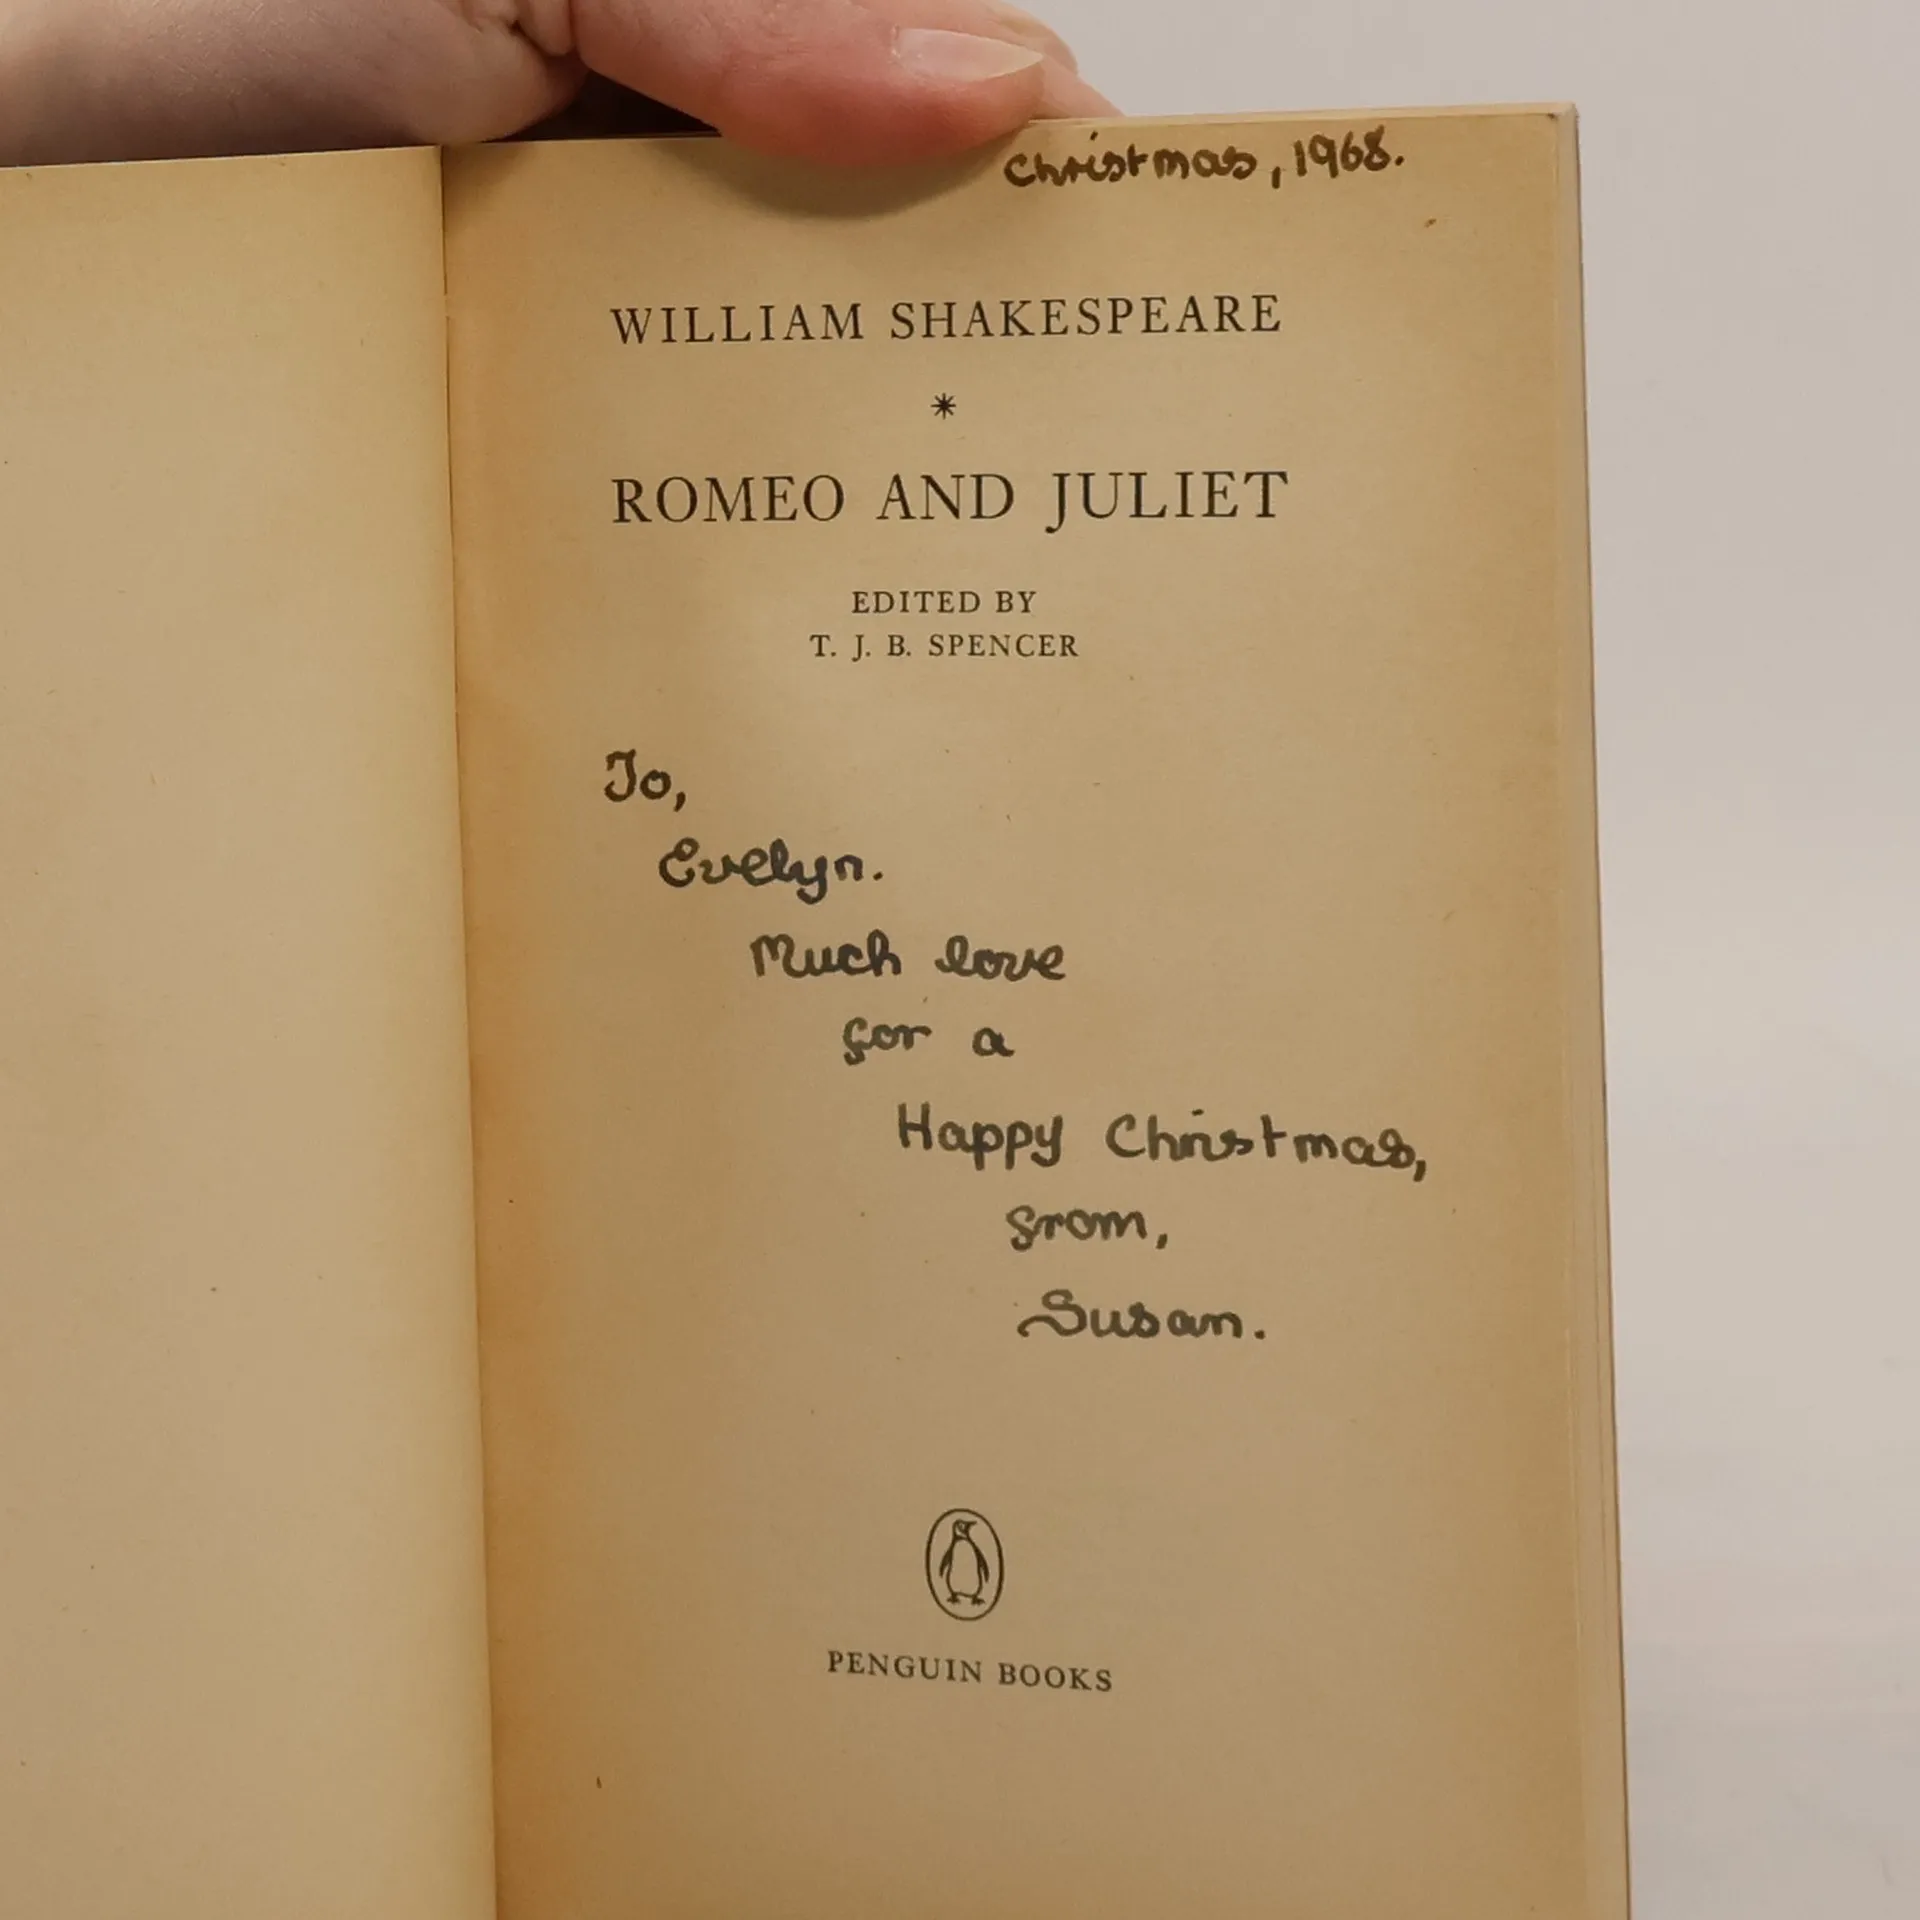 Christmas, 1968.
WILLIAM SHAKESPEARE
*
ROMEO AND JULIET
EDITED BY
T. J. B. SPENCER
To,
Evelyn.
Much love
for a
Happy Christmas,
from,
Susan.
PENGUIN BOOKS